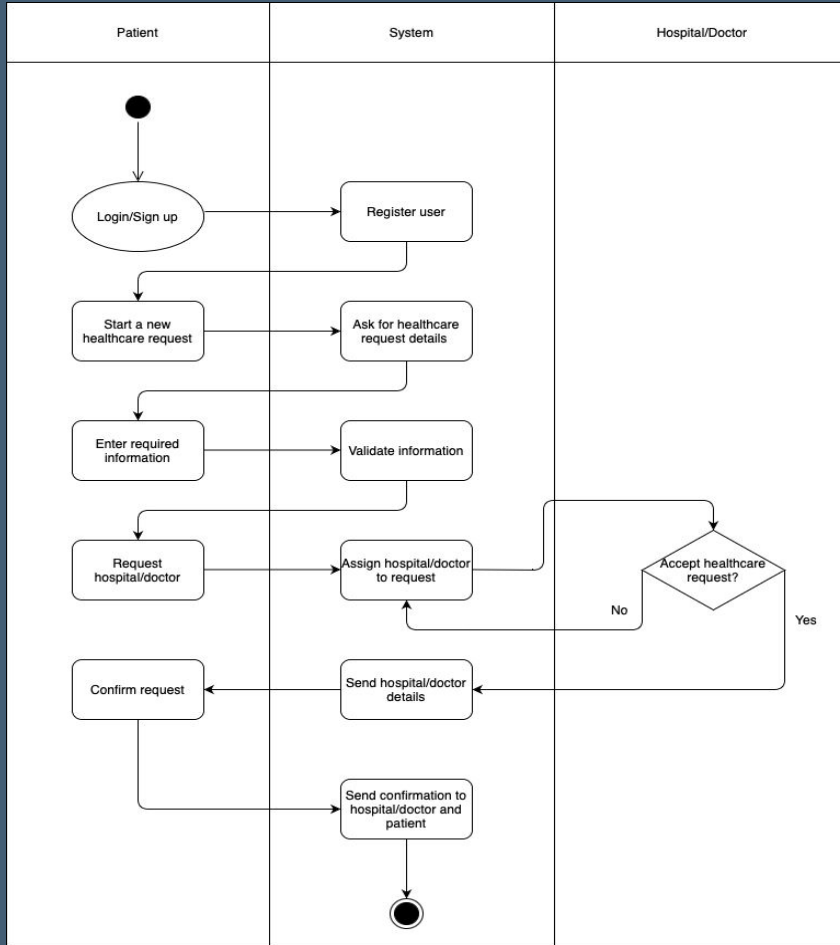 Patient
System
Hospital/Doctor
Login/Sign up
Register user
Start a new
healthcare request
Ask for healthcare
request details
Enter required
information
Validate information
Request
hospital/doctor
Assign hospital/doctor
to request
Accept healthcare
request?
No
Yes
Confirm request
Send hospital/doctor
details
Send confirmation to
hospital/doctor and
patient